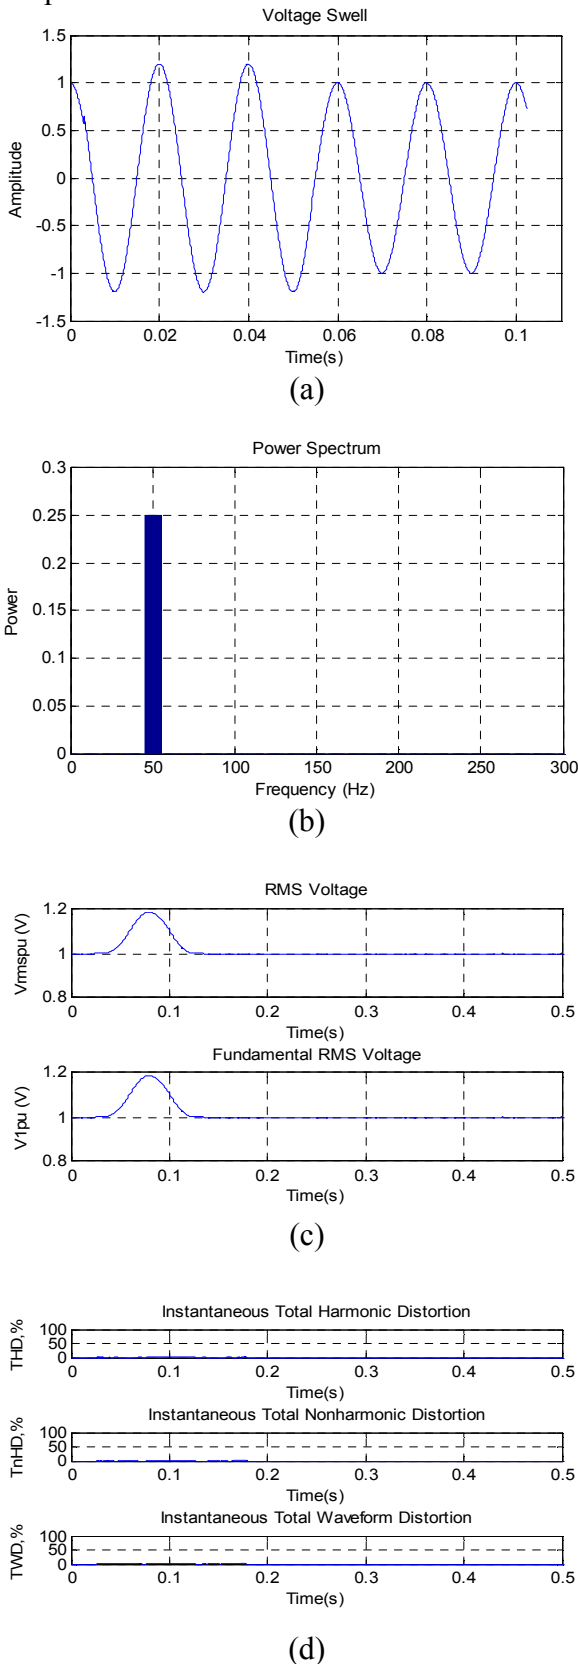 Voltage Swell
1.5
1
0.5
0
-0.5
-1
-1.5
Amplitude
0 0.02 0.04 0.06 0.08 0.1
Time(s)
(a)
Power Spectrum
0.3
0.25
0.2
0.15
0.1
0.05
0
Power
0 50 100 150 200 250 300
Frequency (Hz)
(b)
RMS Voltage
1.2
1
0.8
Vrmspu (V)
0 0.1 0.2 0.3 0.4 0.5
Time(s)
Fundamental RMS Voltage
1.2
1
0.8
V1pu (V)
0 0.1 0.2 0.3 0.4 0.5
Time(s)
(c)
Instantaneous Total Harmonic Distortion
100
50
0
THD,%
0 0.1 0.2 0.3 0.4 0.5
Time(s)
Instantaneous Total Nonharmonic Distortion
100
50
0
TnHD,%
0 0.1 0.2 0.3 0.4 0.5
Time(s)
Instantaneous Total Waveform Distortion
100
50
0
TWD,%
0 0.1 0.2 0.3 0.4 0.5
Time(s)
(d)